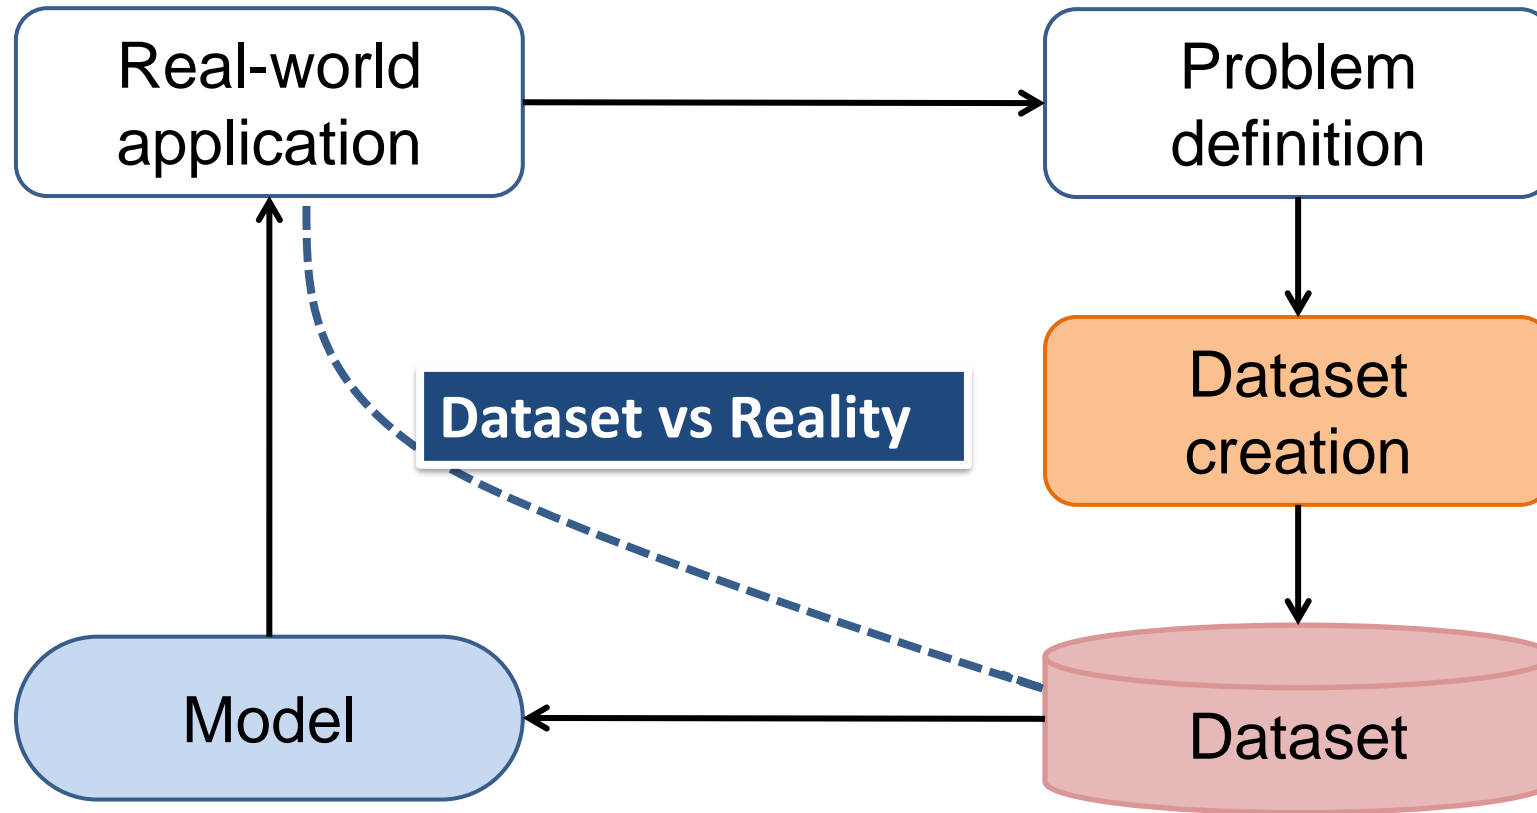 Real-world
application
Problem
definition
Dataset vs Reality
Dataset
creation
Model
Dataset